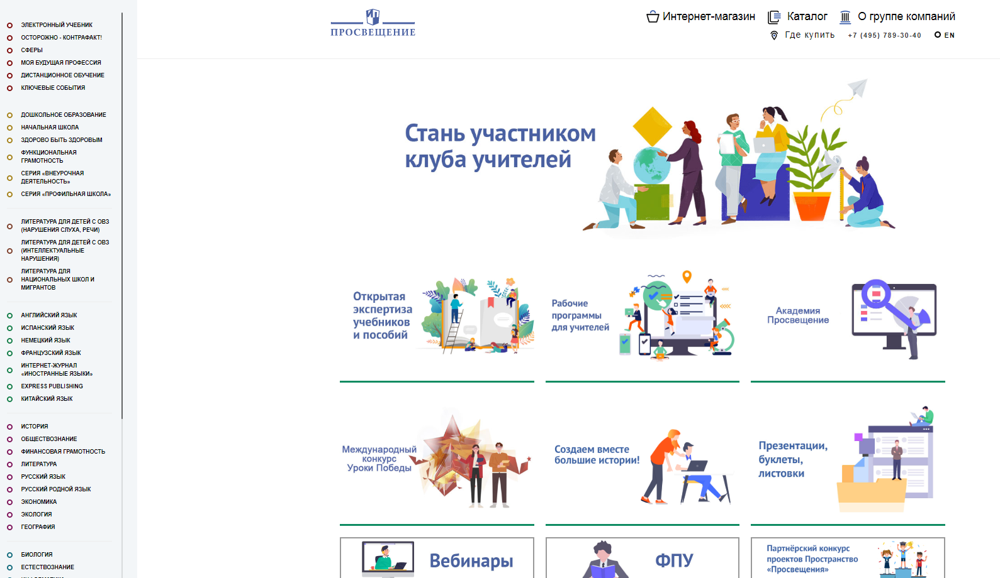 ЭЛЕКТРОННЫЙ УЧЕБНИК
ОСТОРОЖНО - КОНТРАФАКТ!
СФЕРЫ
МОЯ БУДУЩАЯ ПРОФЕССИЯ
ДИСТАНЦИОННОЕ ОБУЧЕНИЕ
КЛЮЧЕВЫЕ СОБЫТИЯ
ДОШКОЛЬНОЕ ОБРАЗОВАНИЕ
НАЧАЛЬНАЯ ШКОЛА
ЗДОРОВО БЫТЬ ЗДОРОВЫМ
ФУНКЦИОНАЛЬНАЯ
ГРАМОТНОСТЬ
СЕРИЯ «ВНЕУРОЧНАЯ
ДЕЯТЕЛЬНОСТЬ»
СЕРИЯ «ПРОФИЛЬНАЯ ШКОЛА»
ЛИТЕРАТУРА ДЛЯ ДЕТЕЙ С ОВЗ
(НАРУШЕНИЯ СЛУХА, РЕЧИ)
ЛИТЕРАТУРА ДЛЯ ДЕТЕЙ С ОВЗ
(ИНТЕЛЛЕКТУАЛЬНЫЕ
НАРУШЕНИЯ)
ЛИТЕРАТУРА ДЛЯ
НАЦИОНАЛЬНЫХ ШКОЛ И
МИГРАНТОВ
АНГЛИЙСКИЙ ЯЗЫК
ИСПАНСКИЙ ЯЗЫК
НЕМЕЦКИЙ ЯЗЫК
ФРАНЦУЗСКИЙ ЯЗЫК
ИНТЕРНЕТ-ЖУРНАЛ
«ИНОСТРАННЫЕ ЯЗЫКИ»
EXPRESS PUBLISHING
КИТАЙСКИЙ ЯЗЫК
ИСТОРИЯ
ОБЩЕСТВОЗНАНИЕ
ФИНАНСОВАЯ ГРАМОТНОСТЬ
ЛИТЕРАТУРА
РУССКИЙ ЯЗЫК
РУССКИЙ РОДНОЙ ЯЗЫК
ЭКОНОМИКА
ЭКОЛОГИЯ
ГЕОГРАФИЯ
БИОЛОГИЯ
ЕСТЕСТВОЗНАНИЕ
ИП
ПРОСВЕЩЕНИЕ
Интернет-магазин
Каталог
О группе компаний
Где купить
+7 (495) 789-30-40
EN
Стань участником
клуба учителей
Открытая
экспертиза
учебников
и пособий
Рабочие
программы
для учителей
Академия
Просвещение
Международный
конкурс
Уроки Победы
Создаем вместе
большие истории!
Презентации,
буклеты,
листовки
Вебинары
ФПУ
Партнёрский конкурс
проектов Пространство
«Просвещения»